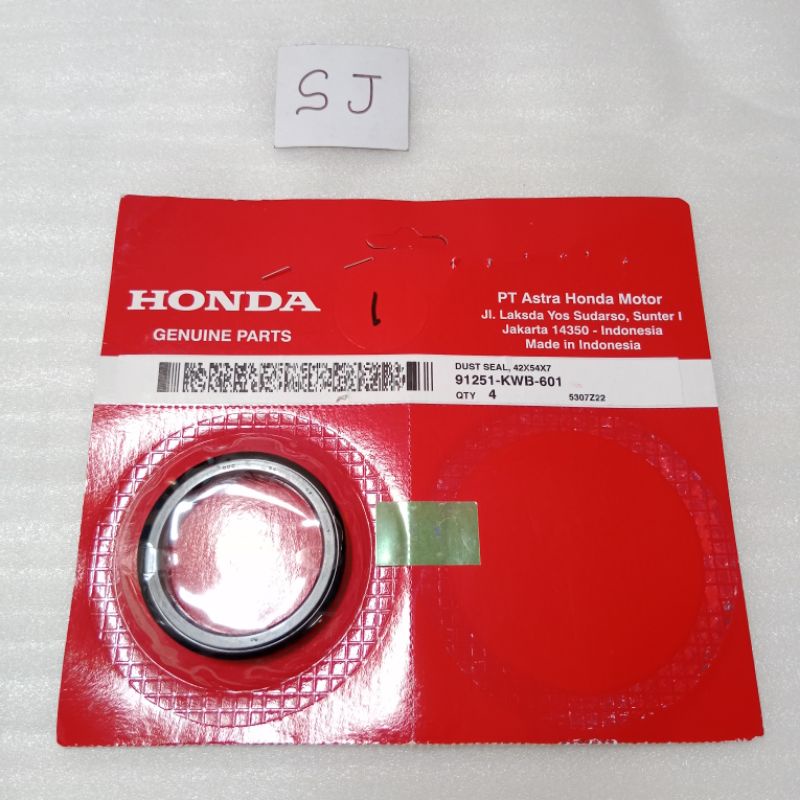 SJ
HONDA
GENUINE PARTS
1
PT Astra Honda Motor
Jl. Laksda Yos Sudarso, Sunter I
Jakarta 14350 - Indonesia
Made in Indonesia
DUST SEAL, 42X54X7
91251-KWB-601
QTY 4 5307Z22